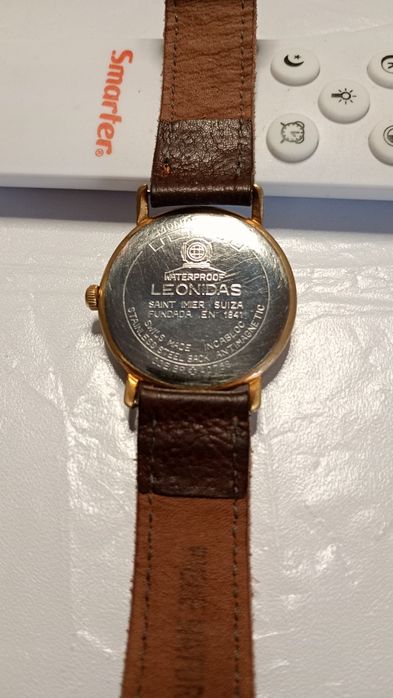 Smarter®
WATERPROOF
LEONIDAS
SAINT IMIER SUIZA
FUNDADA EN 1841
SWISS MADE INCABLOC
STAINLESS STEEL BACK ANTIMAGNETIC